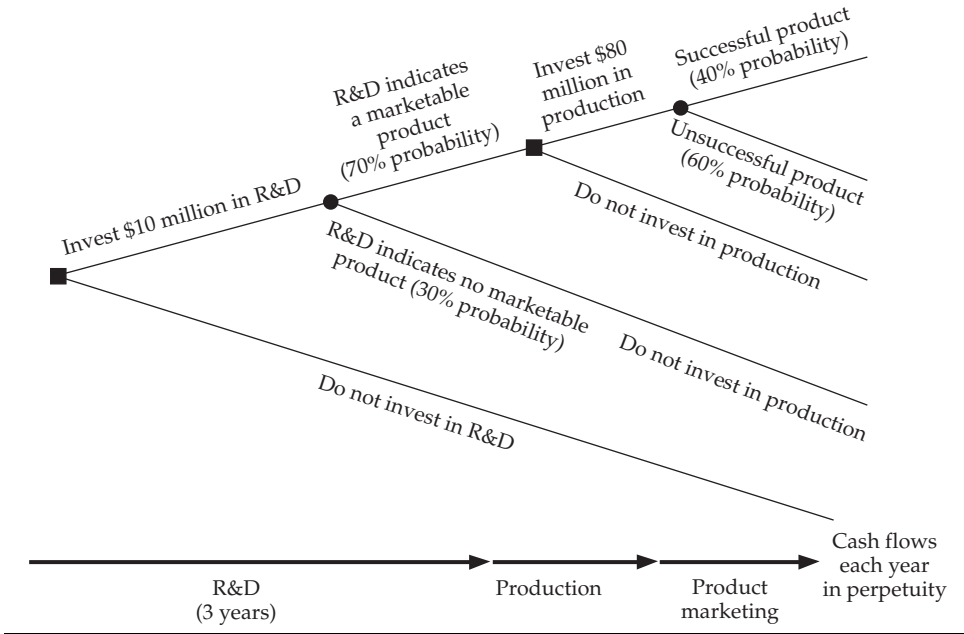 Successful product
(40% probability)
Invest $80
million in
production
R&D indicates
a marketable
product
(70% probability)
Unsuccessful product
(60% probability)
Invest $10 million in R&D
Do not invest in production
R&D indicates no marketable
product (30% probability)
Do not invest in production
Do not invest in R&D
Cash flows
each year
in perpetuity
R&D
(3 years)
Production
Product
marketing